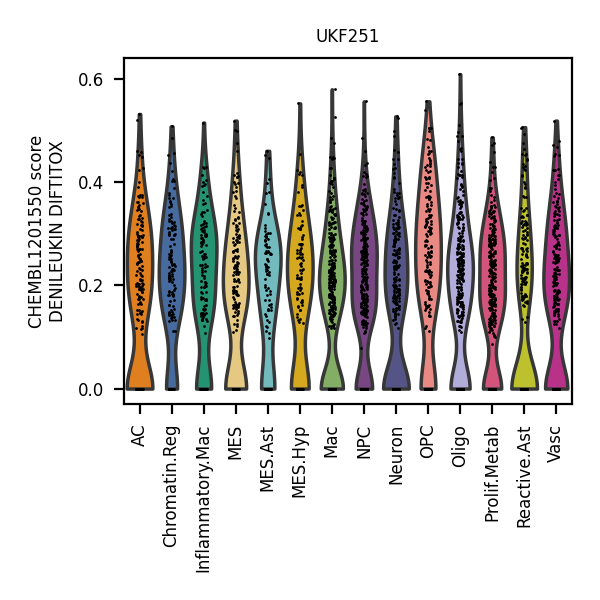 UKF251
CHEMBL1201550 score
DENILEUKIN DIFTITOX
0.6
0.4
0.2
0.0
AC
Chromatin.Reg
Inflammatory.Mac
MES
MES.Ast
MES.Hyp
Mac
NPC
Neuron
OPC
Oligo
Prolif.Metab
Reactive.Ast
Vasc